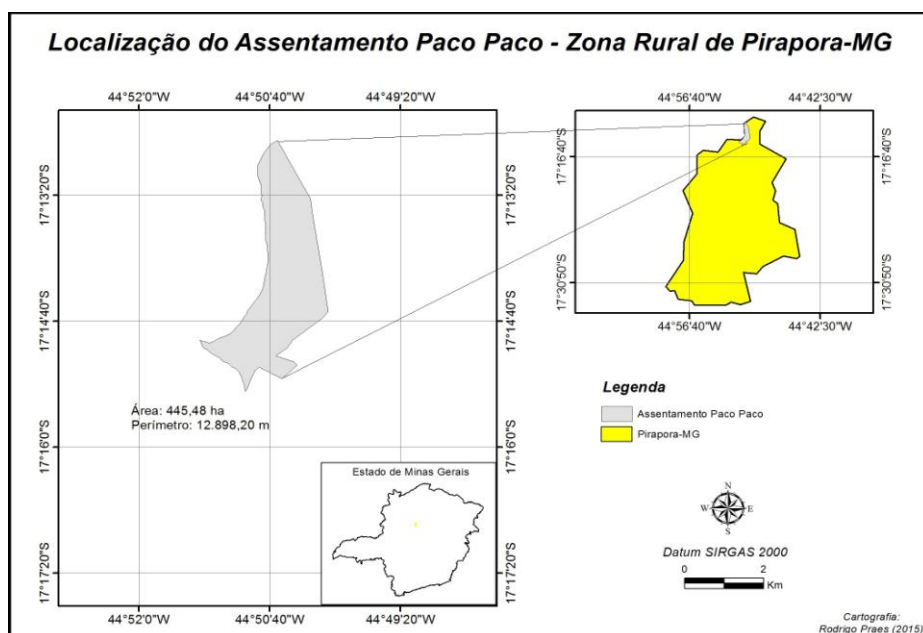 Localização do Assentamento Paco Paco - Zona Rural de Pirapora-MG
44°52'0"W 44°50'40"W 44°49'20"W
17°13'20"S 17°13'20"S
17°14'40"S 17°14'40"S
17°16'0"S 17°16'0"S
17°17'20"S 17°17'20"S
Área: 445,48 ha
Perímetro: 12.898,20 m
Estado de Minas Gerais
44°52'0"W 44°50'40"W 44°49'20"W
44°56'40"W 44°42'30"W
17°16'40"S 17°16'40"S
17°30'50"S 17°30'50"S
44°56'40"W 44°42'30"W
Legenda
Assentamento Paco Paco
Pirapora-MG
N
W E
S
Datum SIRGAS 2000
0 2
Km
Cartografia:
Rodrigo Praes (2015)